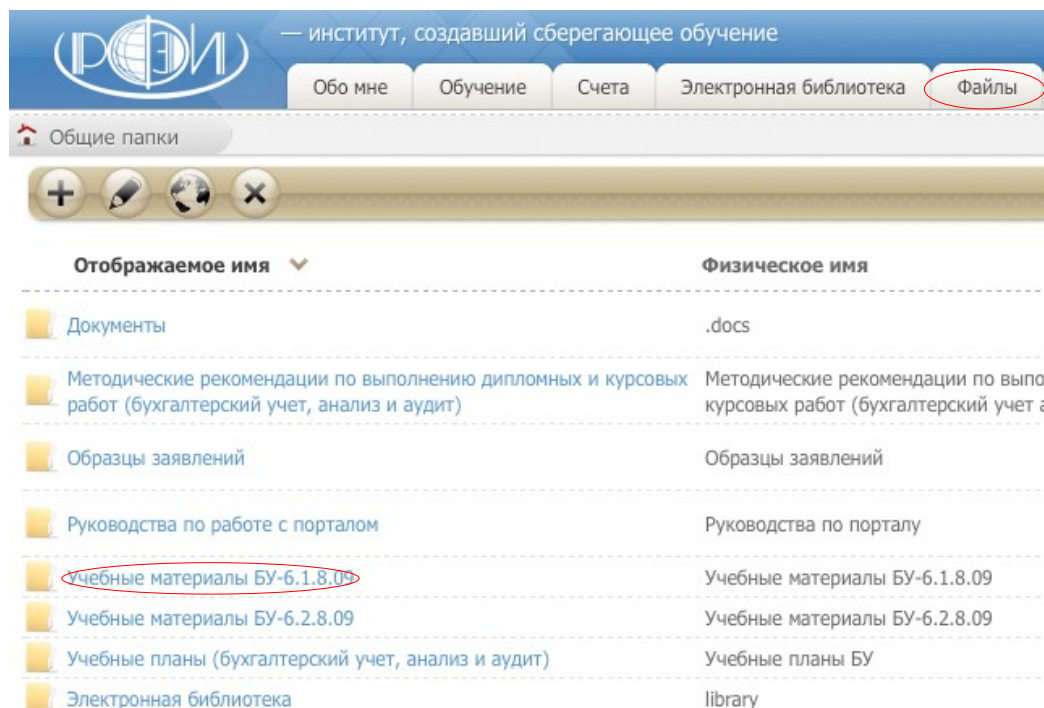 РЭИ — институт, создавший сберегающее обучение
Обо мне Обучение Счета Электронная библиотека Файлы
Общие папки
Отображаемое имя Физическое имя
Документы .docs
Методические рекомендации по выполнению дипломных и курсовых Методические рекомендации по выпо
работ (бухгалтерский учет, анализ и аудит) курсовых работ (бухгалтерский учет а
Образцы заявлений Образцы заявлений
Руководства по работе с порталом Руководства по порталу
Учебные материалы БУ-6.1.8.09 Учебные материалы БУ-6.1.8.09
Учебные материалы БУ-6.2.8.09 Учебные материалы БУ-6.2.8.09
Учебные планы (бухгалтерский учет, анализ и аудит) Учебные планы БУ
Электронная библиотека library